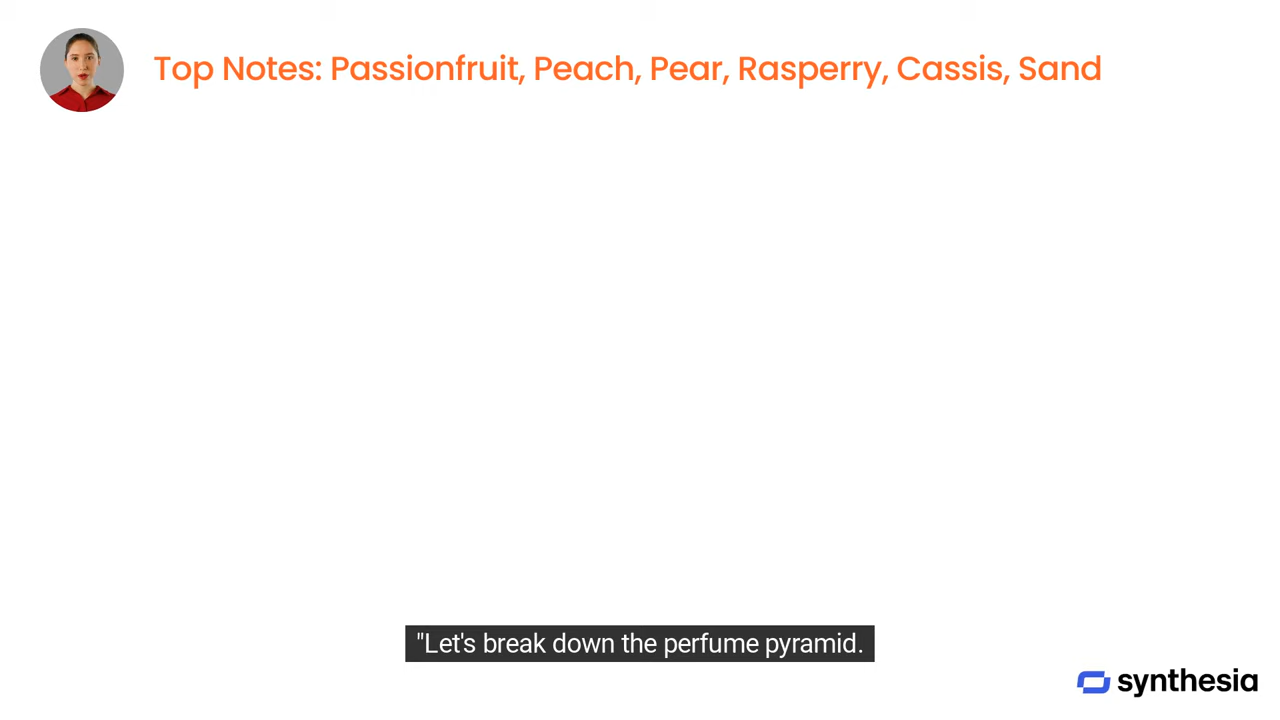 Top Notes: Passionfruit, Peach, Pear, Rasperry, Cassis, Sand
"Let's break down the perfume pyramid.
synthesia